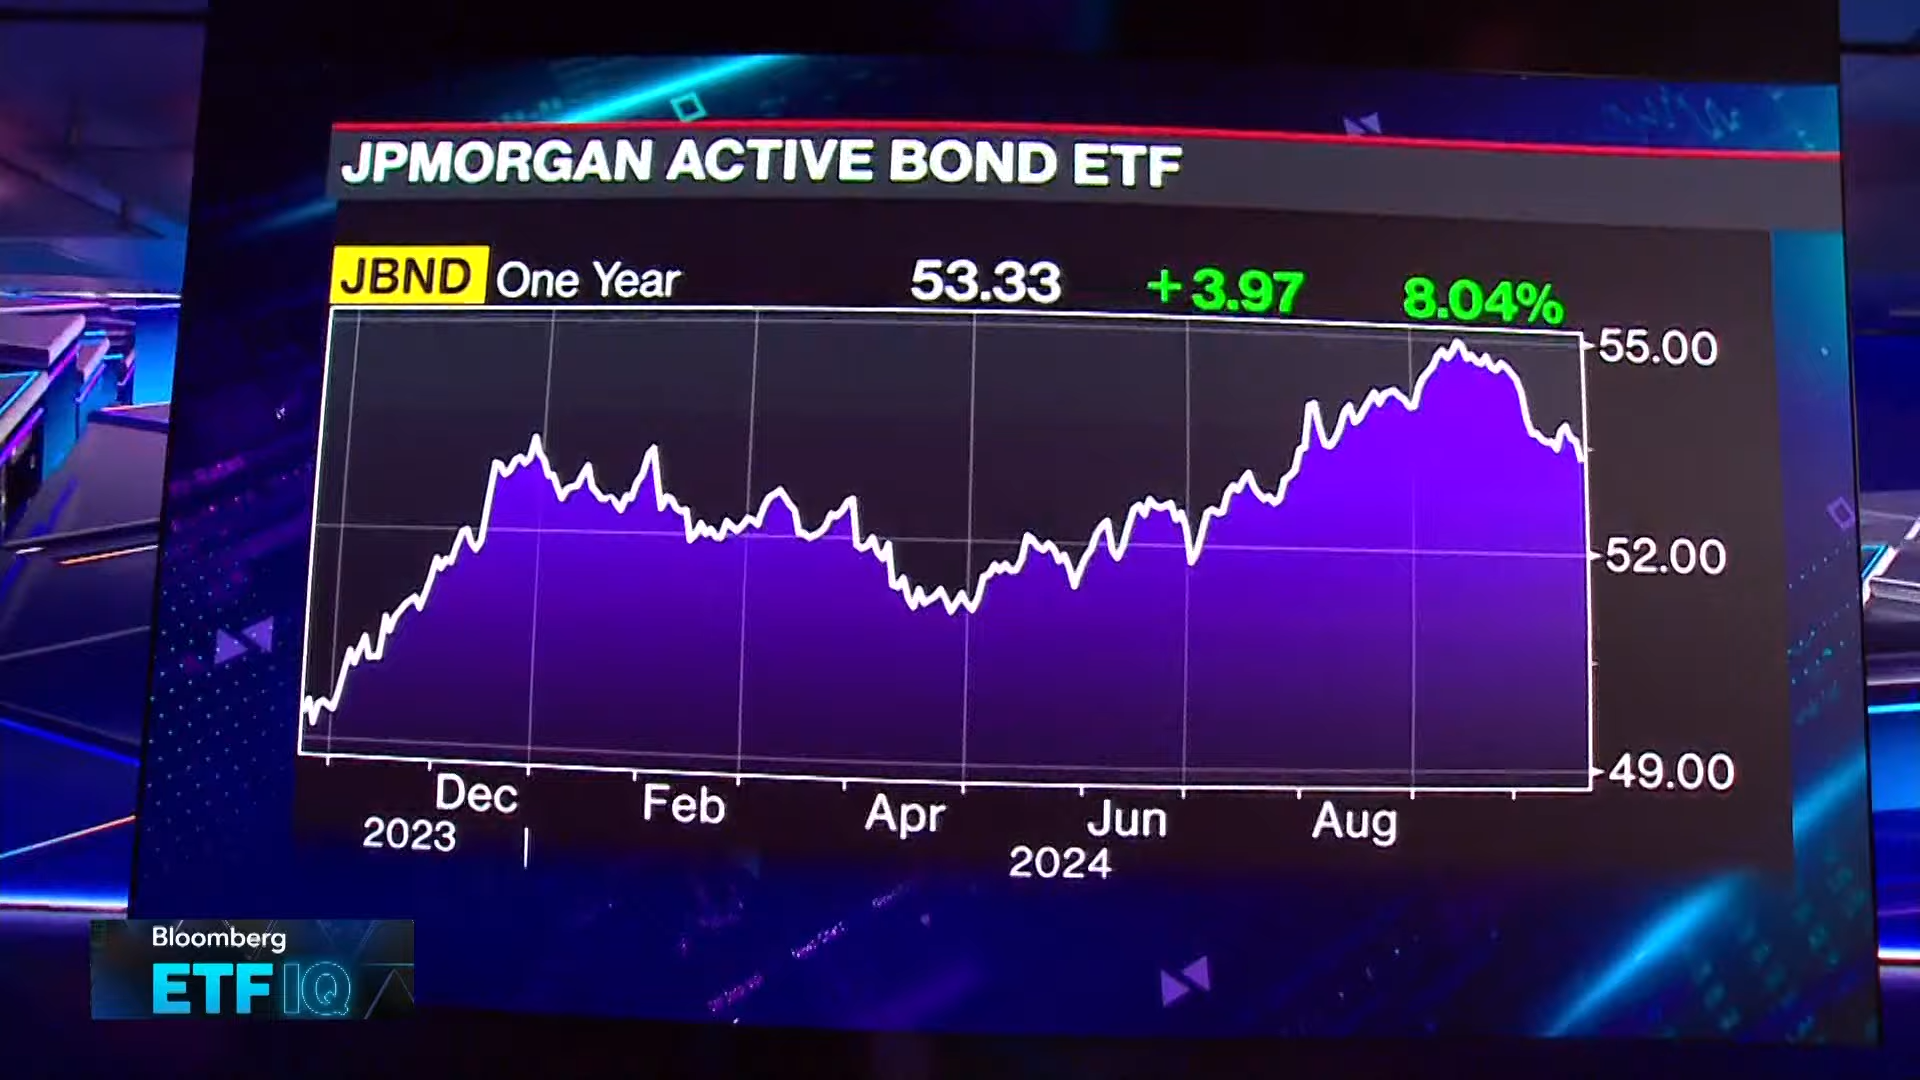 JPMORGAN ACTIVE BOND ETF
JBND One Year 53.33 +3.97 8.04%
55.00
52.00
49.00
Dec Feb Apr Jun Aug
2023 2024
Bloomberg
ETF IQ